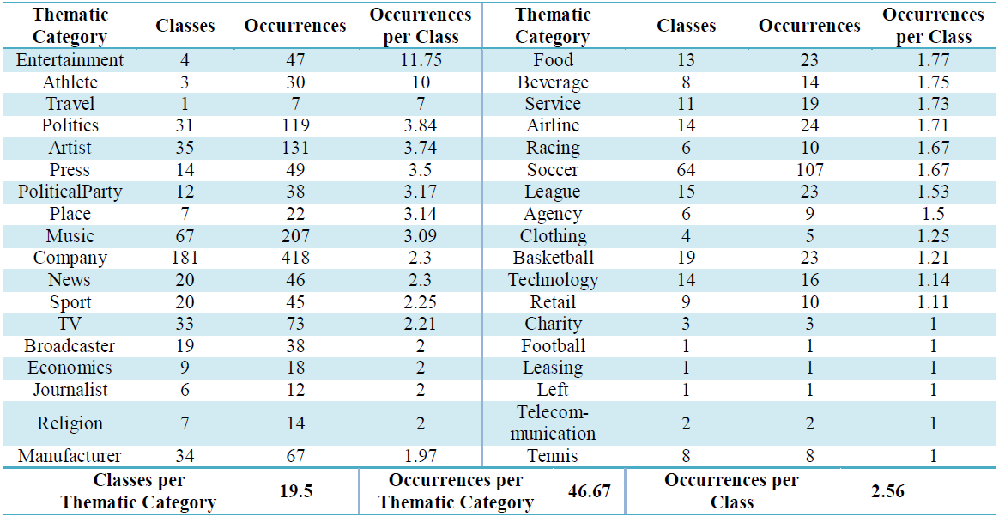 Thematic Category Classes Occurrences Occurrences per Class Thematic Category Classes Occurrences Occurrences per Class
Entertainment 4 47 11.75 Food 13 23 1.77
Athlete 3 30 10 Beverage 8 14 1.75
Travel 1 7 7 Service 11 19 1.73
Politics 31 119 3.84 Airline 14 24 1.71
Artist 35 131 3.74 Racing 6 10 1.67
Press 14 49 3.5 Soccer 64 107 1.67
PoliticalParty 12 38 3.17 League 15 23 1.53
Place 7 22 3.14 Agency 6 9 1.5
Music 67 207 3.09 Clothing 4 5 1.25
Company 181 418 2.3 Basketball 19 23 1.21
News 20 46 2.3 Technology 14 16 1.14
Sport 20 45 2.25 Retail 9 10 1.11
TV 33 73 2.21 Charity 3 3 1
Broadcaster 19 38 2 Football 1 1 1
Economics 9 18 2 Leasing 1 1 1
Journalist 6 12 2 Left 1 1 1
Religion 7 14 2 Telecom-munication 2 2 1
Manufacturer 34 67 1.97 Tennis 8 8 1
Classes per Thematic Category 19.5 Occurrences per Thematic Category 46.67 Occurrences per Class 2.56